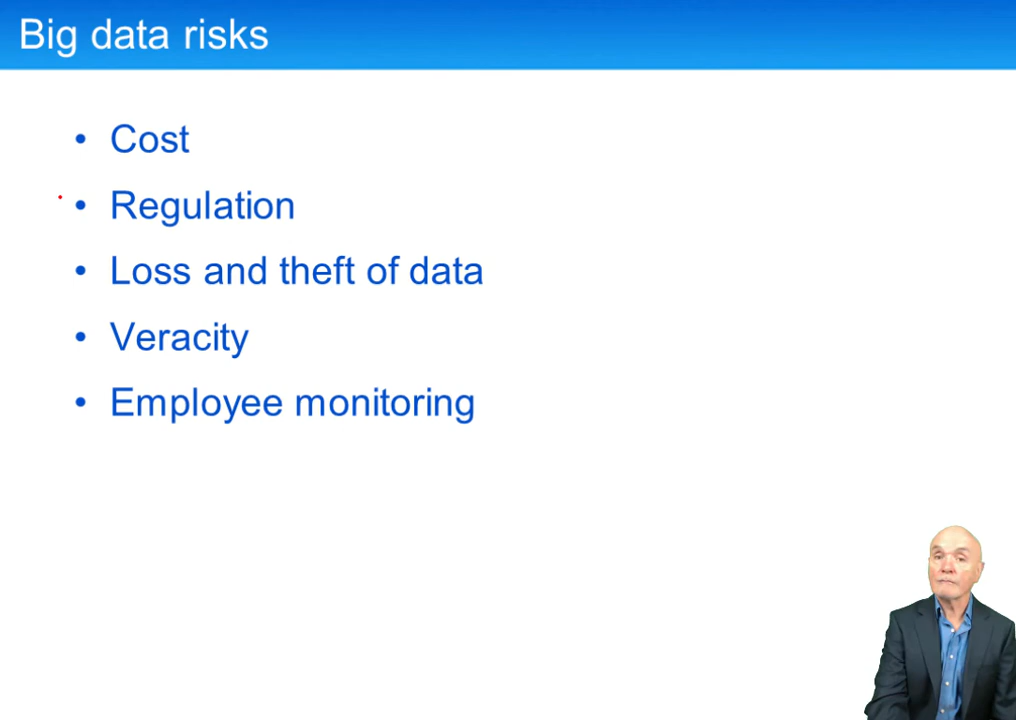 Big data risks
• Cost
• Regulation
• Loss and theft of data
• Veracity
• Employee monitoring